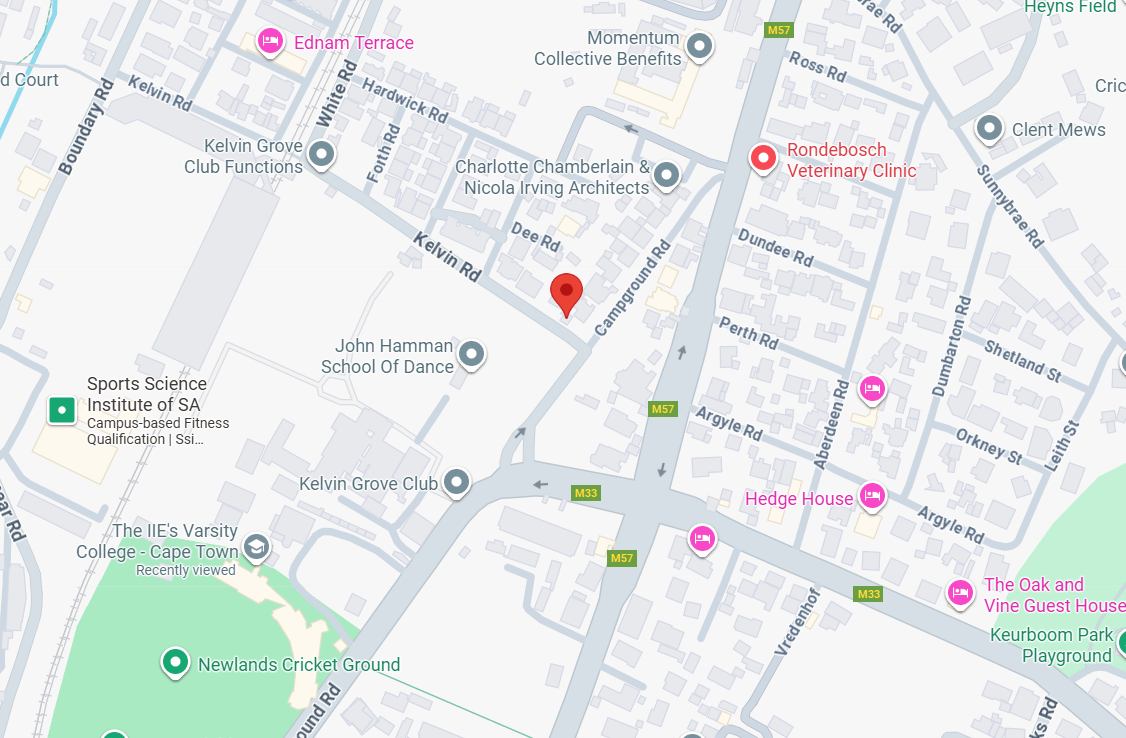 Heyns Field
M57
Ednam Terrace
Momentum
Collective Benefits
Ross Rd
d Court
Kelvin Rd
Boundary Rd
White Rd
Hardwick Rd
Cric
Clent Mews
Kelvin Grove
Club Functions
Forth Rd
Charlotte Chamberlain &
Nicola Irving Architects
Rondebosch
Veterinary Clinic
Sunnybrae Rd
Dee Rd
Kelvin Rd
Dundee Rd
Campground Rd
Perth Rd
Dumbarton Rd
Shetland St
John Hamman
School Of Dance
Sports Science
Institute of SA
Campus-based Fitness
Qualification | Ssi...
M57
Argyle Rd
Aberdeen Rd
Orkney St
Leith St
Kelvin Grove Club
M33
Hedge House
Argyle Rd
ear Rd
The IIE's Varsity
College - Cape Town
Recently viewed
M57
M33
The Oak and
Vine Guest House
Vredenhof
Keurboom Park
Playground
Newlands Cricket Ground
ound Rd
ks Rd